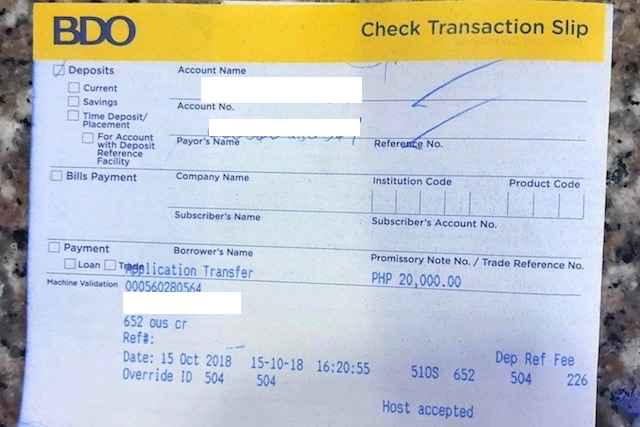 BDO
Check Transaction Slip
Deposits
Current
Savings
Time Deposit/
Placement
For Account
with Deposit
Reference
Facility
Account Name
Account No.
Payor's Name
Reference No.
Bills Payment
Company Name
Institution Code
Product Code
Subscriber's Name
Subscriber's Account No.
Payment
Loan
Trade
Borrower's Name
Promissory Note No. / Trade Reference No.
Application Transfer
PHP 20,000.00
Machine Validation
000560280564
652 ous cr
Ref#:
Date: 15 Oct 2018 15-10-18 16:20:55 510S 652
Dep Ref Fee
Override ID 504 504 504 226
Host accepted